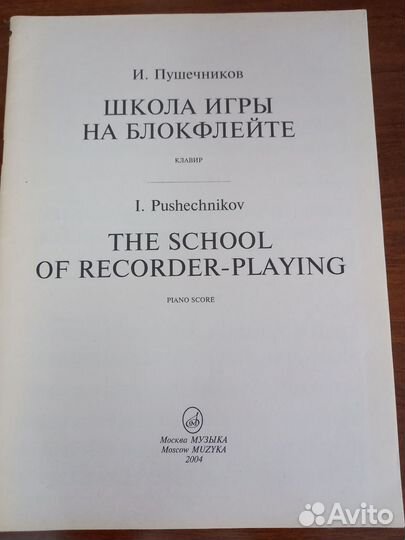 И. Пушечников
ШКОЛА ИГРЫ
НА БЛОКФЛЕЙТЕ
КЛАВИР
I. Pushechnikov
THE SCHOOL
OF RECORDER-PLAYING
PIANO SCORE
Москва МУЗЫКА
Moscow MUZYKA
2004
Avito